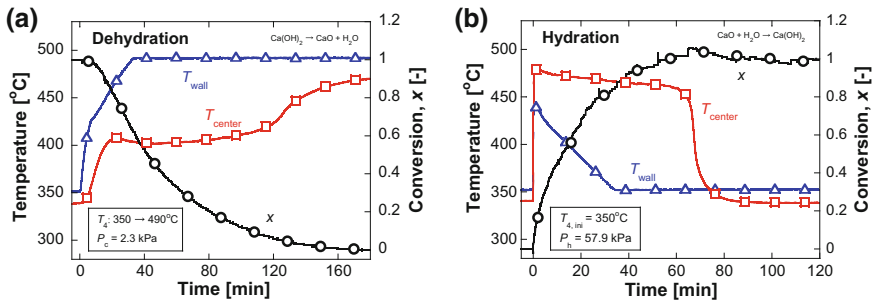 (a)
Dehydration
Ca(OH)₂ → CaO + H₂O
T_wall
T_center
x
T₄: 350 → 490°C
P_c = 2.3 kPa
Temperature [°C]
500
450
400
350
300
Conversion, x [-]
1.2
1
0.8
0.6
0.4
0.2
0
0 40 80 120 160
Time [min]
(b)
Hydration
CaO + H₂O → Ca(OH)₂
x
T_center
T_wall
T₄, ini = 350°C
P_h = 57.9 kPa
Temperature [°C]
500
450
400
350
300
Conversion, x [-]
1.2
1
0.8
0.6
0.4
0.2
0
0 20 40 60 80 100 120
Time [min]